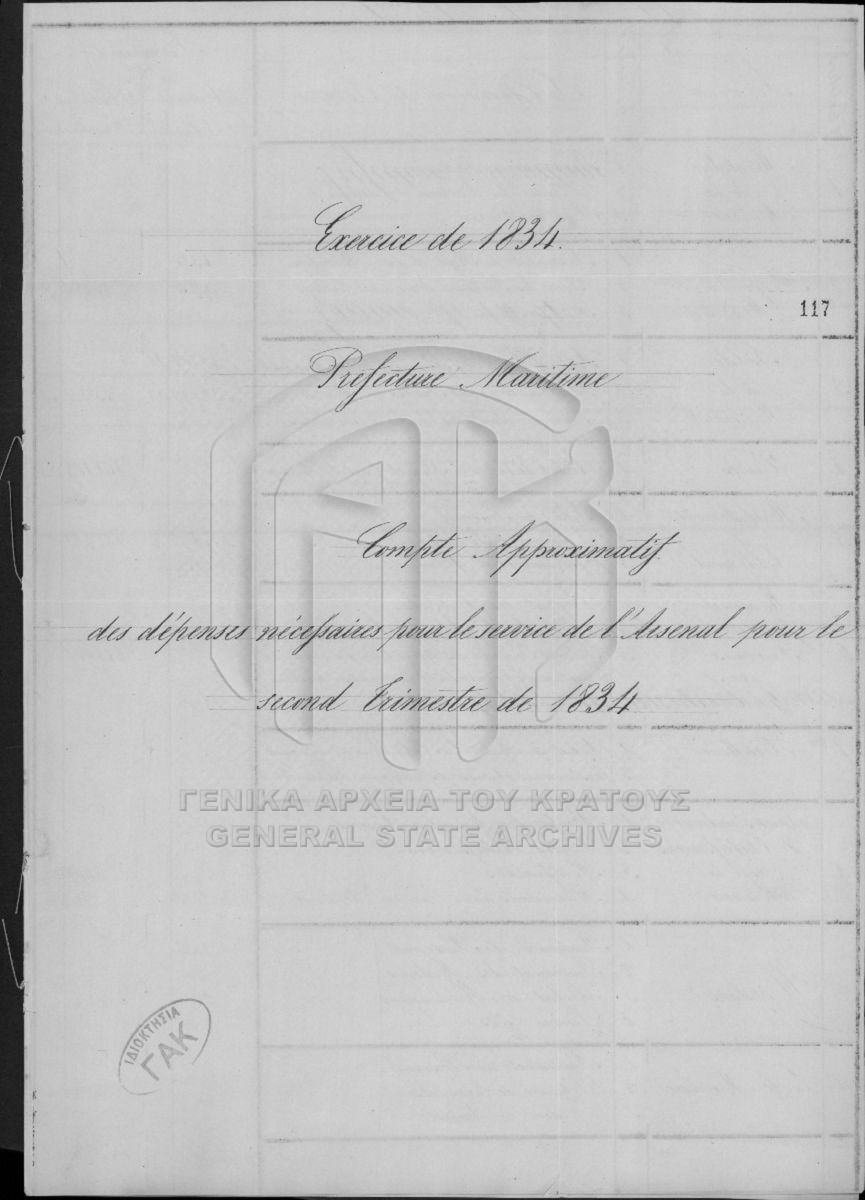 Exercice de 1834.
117
Prefecture Maritime
Compte Approximatif
des dépenses nécessaires pour le service de l'Arsenal pour le
second trimestre de 1834
ΓΕΝΙΚΑ ΑΡΧΕΙΑ ΤΟΥ ΚΡΑΤΟΥΣ
GENERAL STATE ARCHIVES
ΙΔΙΟΚΤΗΣΙΑ
ΓΑΚ